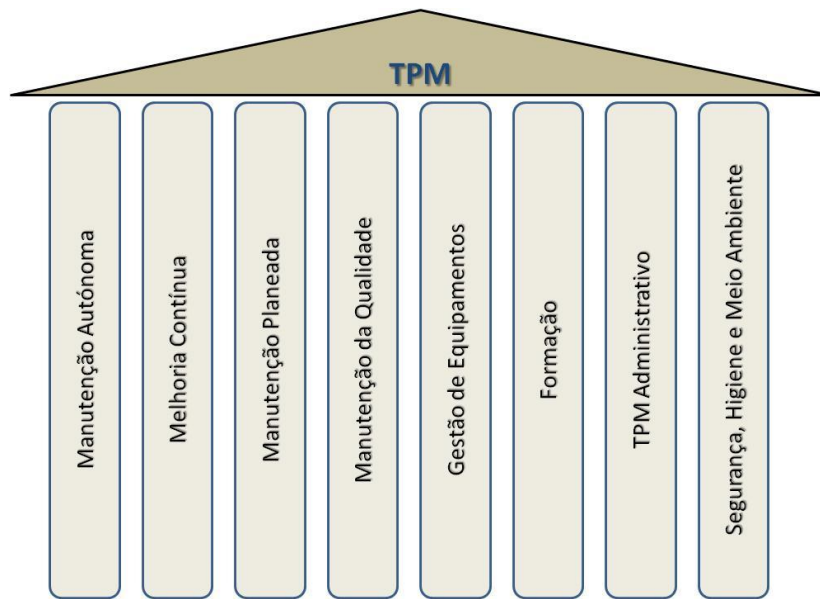 TPM
Manutenção Autónoma
Melhoria Contínua
Manutenção Planeada
Manutenção da Qualidade
Gestão de Equipamentos
Formação
TPM Administrativo
Segurança, Higiene e Meio Ambiente